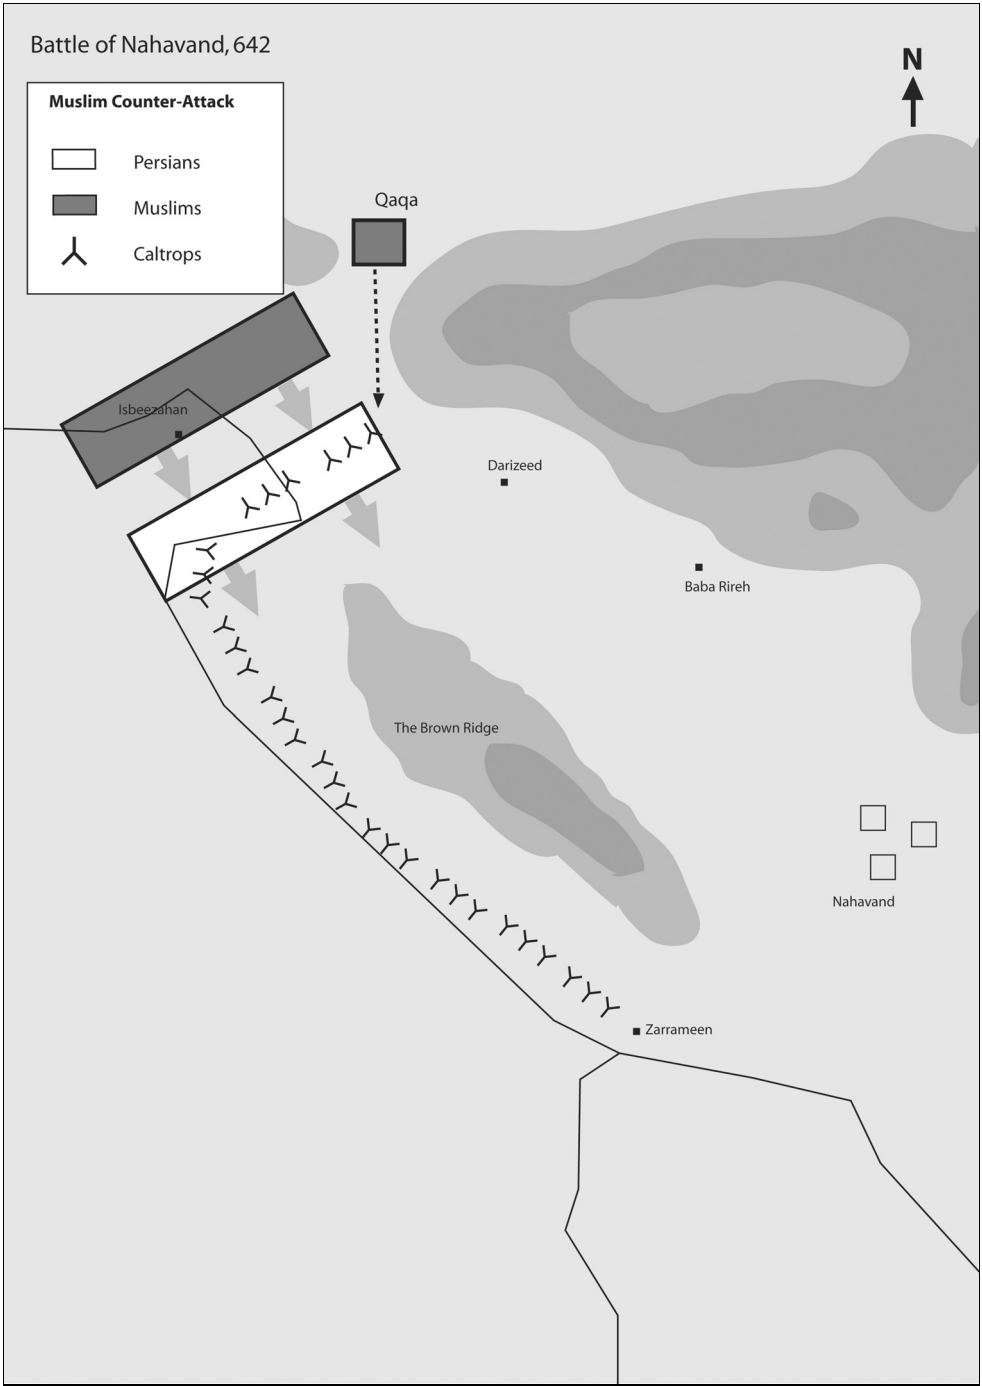 Battle of Nahavand, 642
N
Muslim Counter-Attack
Persians
Muslims
Caltrops
Qaqa
Isbeezahan
Darizeed
Baba Rireh
The Brown Ridge
Nahavand
Zarrameen